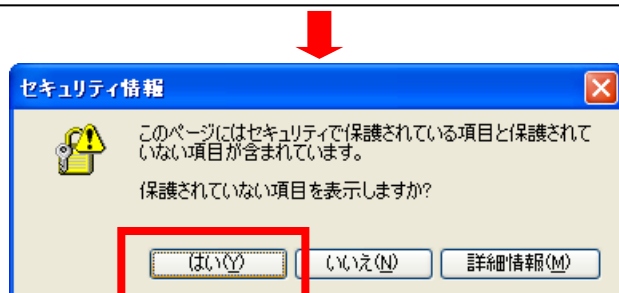 セキュリティ情報
このページにはセキュリティで保護されている項目と保護されて
いない項目が含まれています。
保護されていない項目を表示しますか?
はい(Y) いいえ(N) 詳細情報(M)